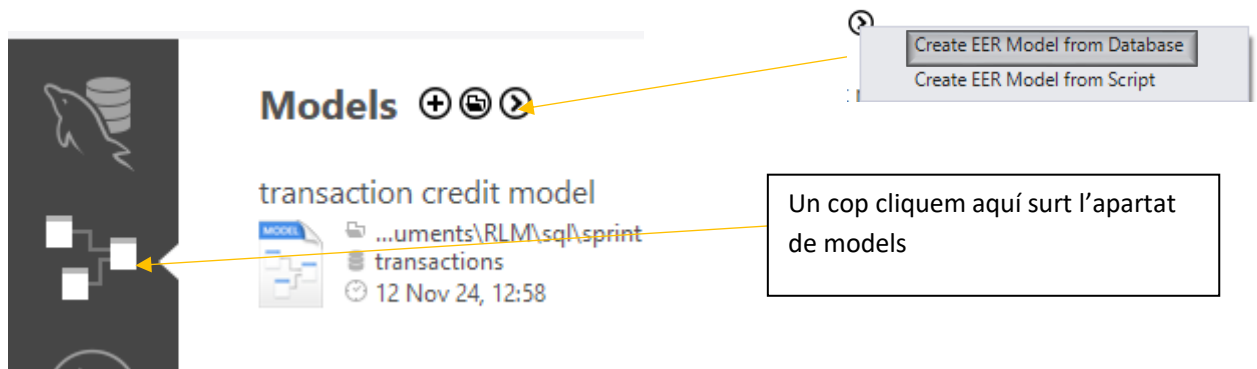 Create EER Model from Database
Create EER Model from Script
Models
transaction credit model
MODEL
...uments\RLM\sql\sprint
transactions
12 Nov 24, 12:58
Un cop cliquem aquí surt l’apartat
de models